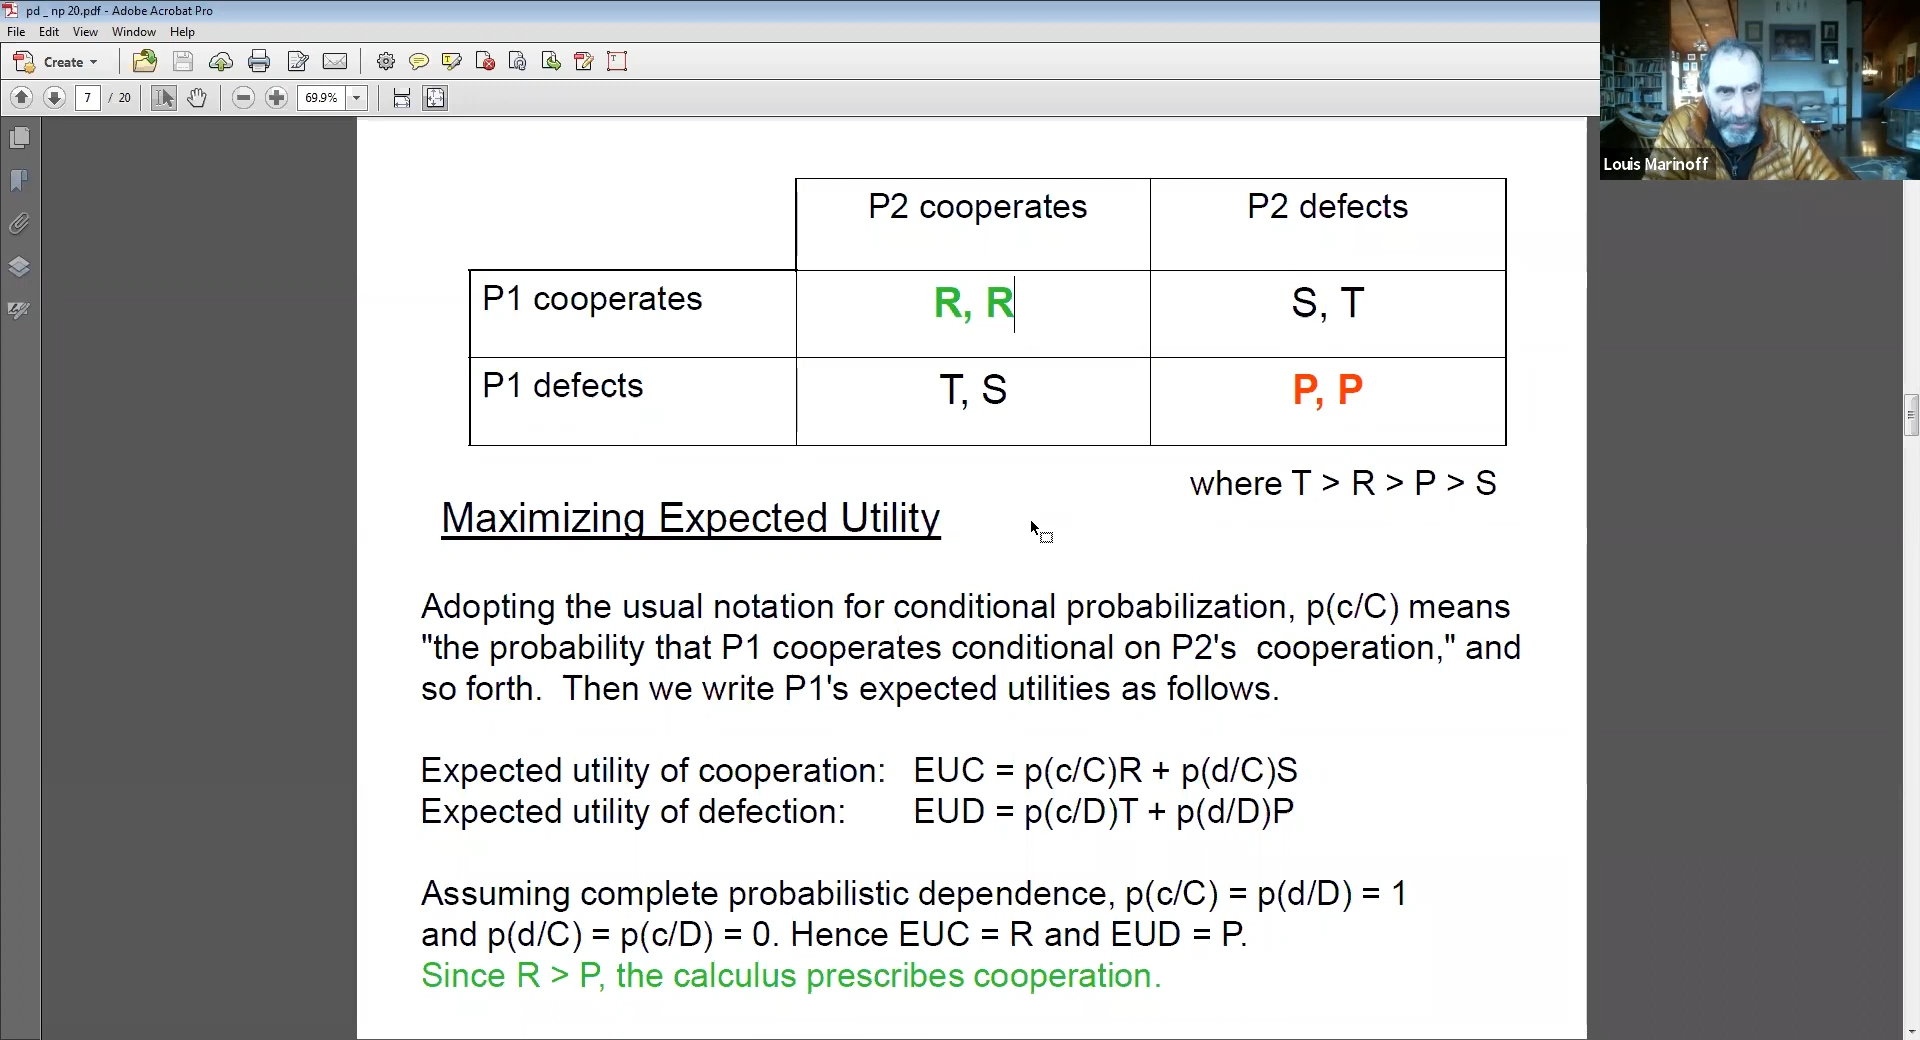 pd _ np 20.pdf - Adobe Acrobat Pro
File Edit View Window Help
Create
7 / 20 69.9%
Louis Marinoff
P2 cooperates P2 defects
P1 cooperates R, R S, T
P1 defects T, S P, P
where T > R > P > S
Maximizing Expected Utility
Adopting the usual notation for conditional probabilization, p(c/C) means
"the probability that P1 cooperates conditional on P2's cooperation," and
so forth. Then we write P1's expected utilities as follows.
Expected utility of cooperation: EUC = p(c/C)R + p(d/C)S
Expected utility of defection: EUD = p(c/D)T + p(d/D)P
Assuming complete probabilistic dependence, p(c/C) = p(d/D) = 1
and p(d/C) = p(c/D) = 0. Hence EUC = R and EUD = P.
Since R > P, the calculus prescribes cooperation.